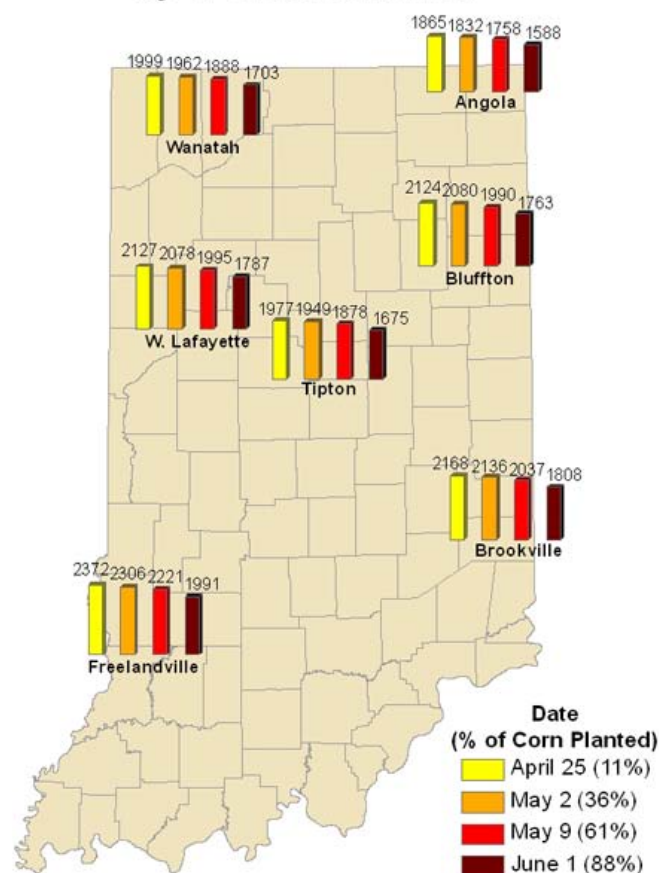 1865 1832 1758 1588
Angola
1999 1962 1888 1703
Wanatah
2124 2080 1990 1763
Bluffton
2127 2078 1995 1787
W. Lafayette
1977 1949 1878 1675
Tipton
2168 2136 2037 1808
Brookville
2372 2306 2221 1991
Freelandville
Date
(% of Corn Planted)
April 25 (11%)
May 2 (36%)
May 9 (61%)
June 1 (88%)